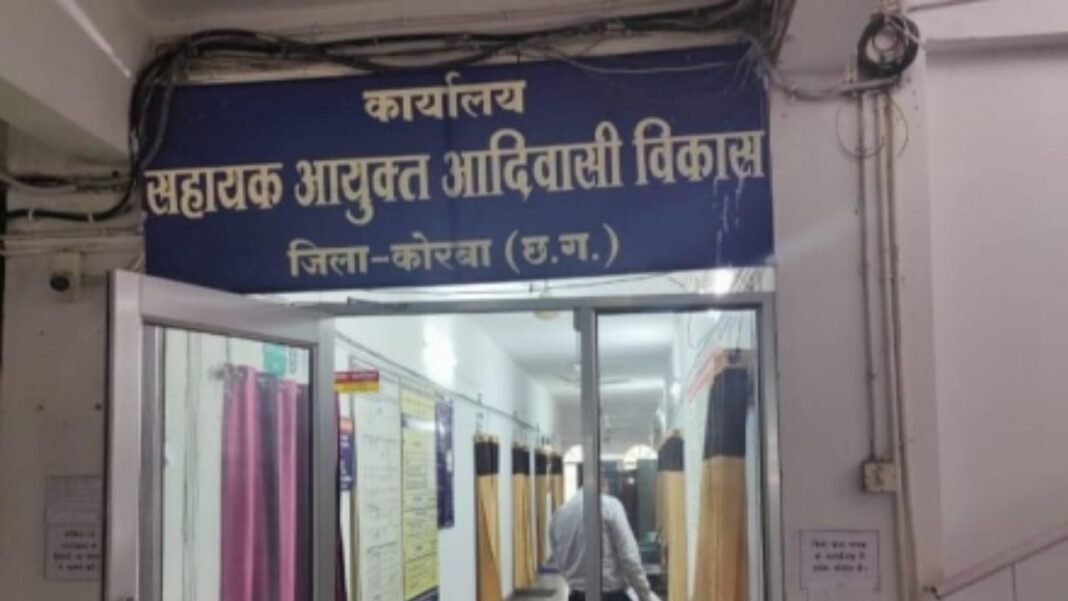 कार्यालय
सहायक आयुक्त आदिवासी विकास
जिला-कोरबा (छ.ग.)